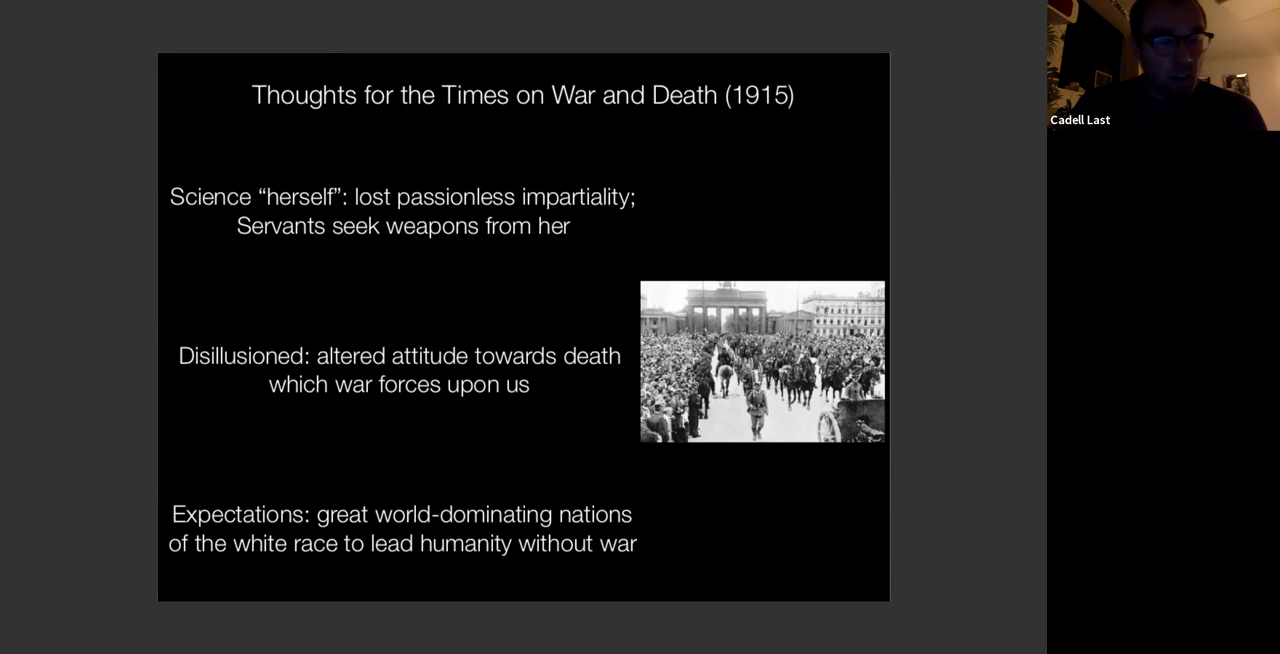 Thoughts for the Times on War and Death (1915)
Science “herself”: lost passionless impartiality;
Servants seek weapons from her
Disillusioned: altered attitude towards death
which war forces upon us
Expectations: great world-dominating nations
of the white race to lead humanity without war
Cadell Last